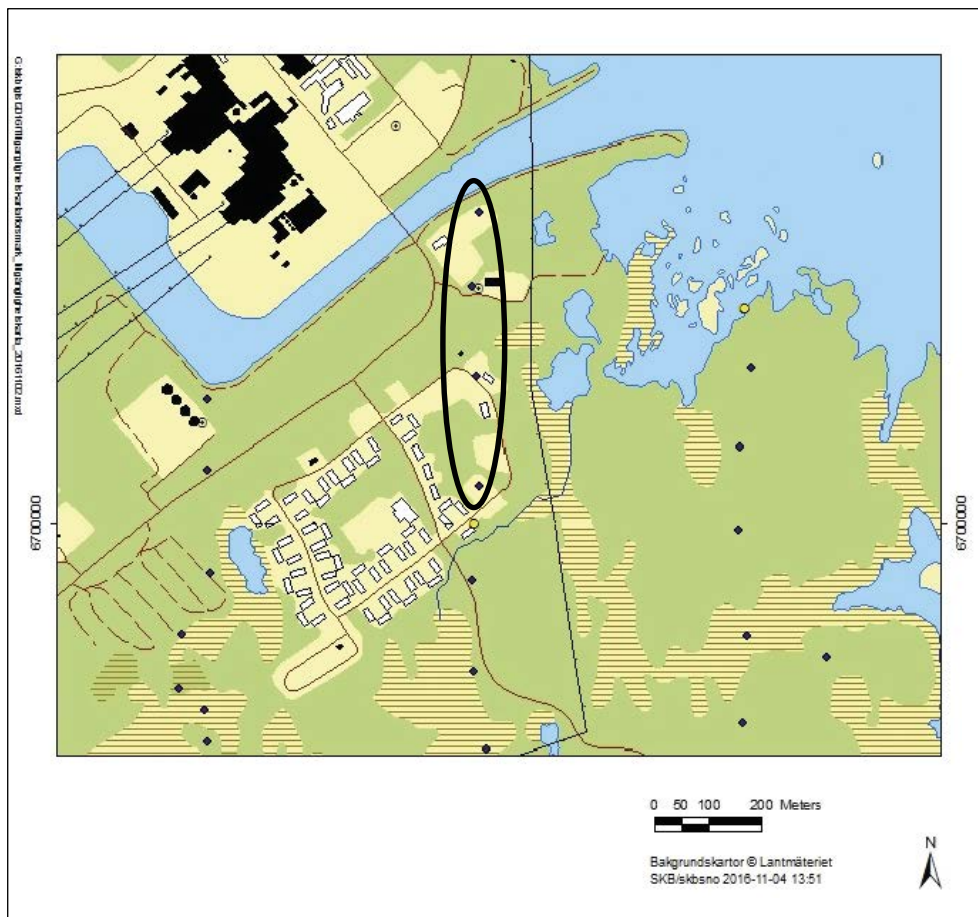 6700000
6700000
0 50 100 200 Meters
Bakgrundskartor © Lantmäteriet
SKB/skbsno 2016-11-04 13:51
N